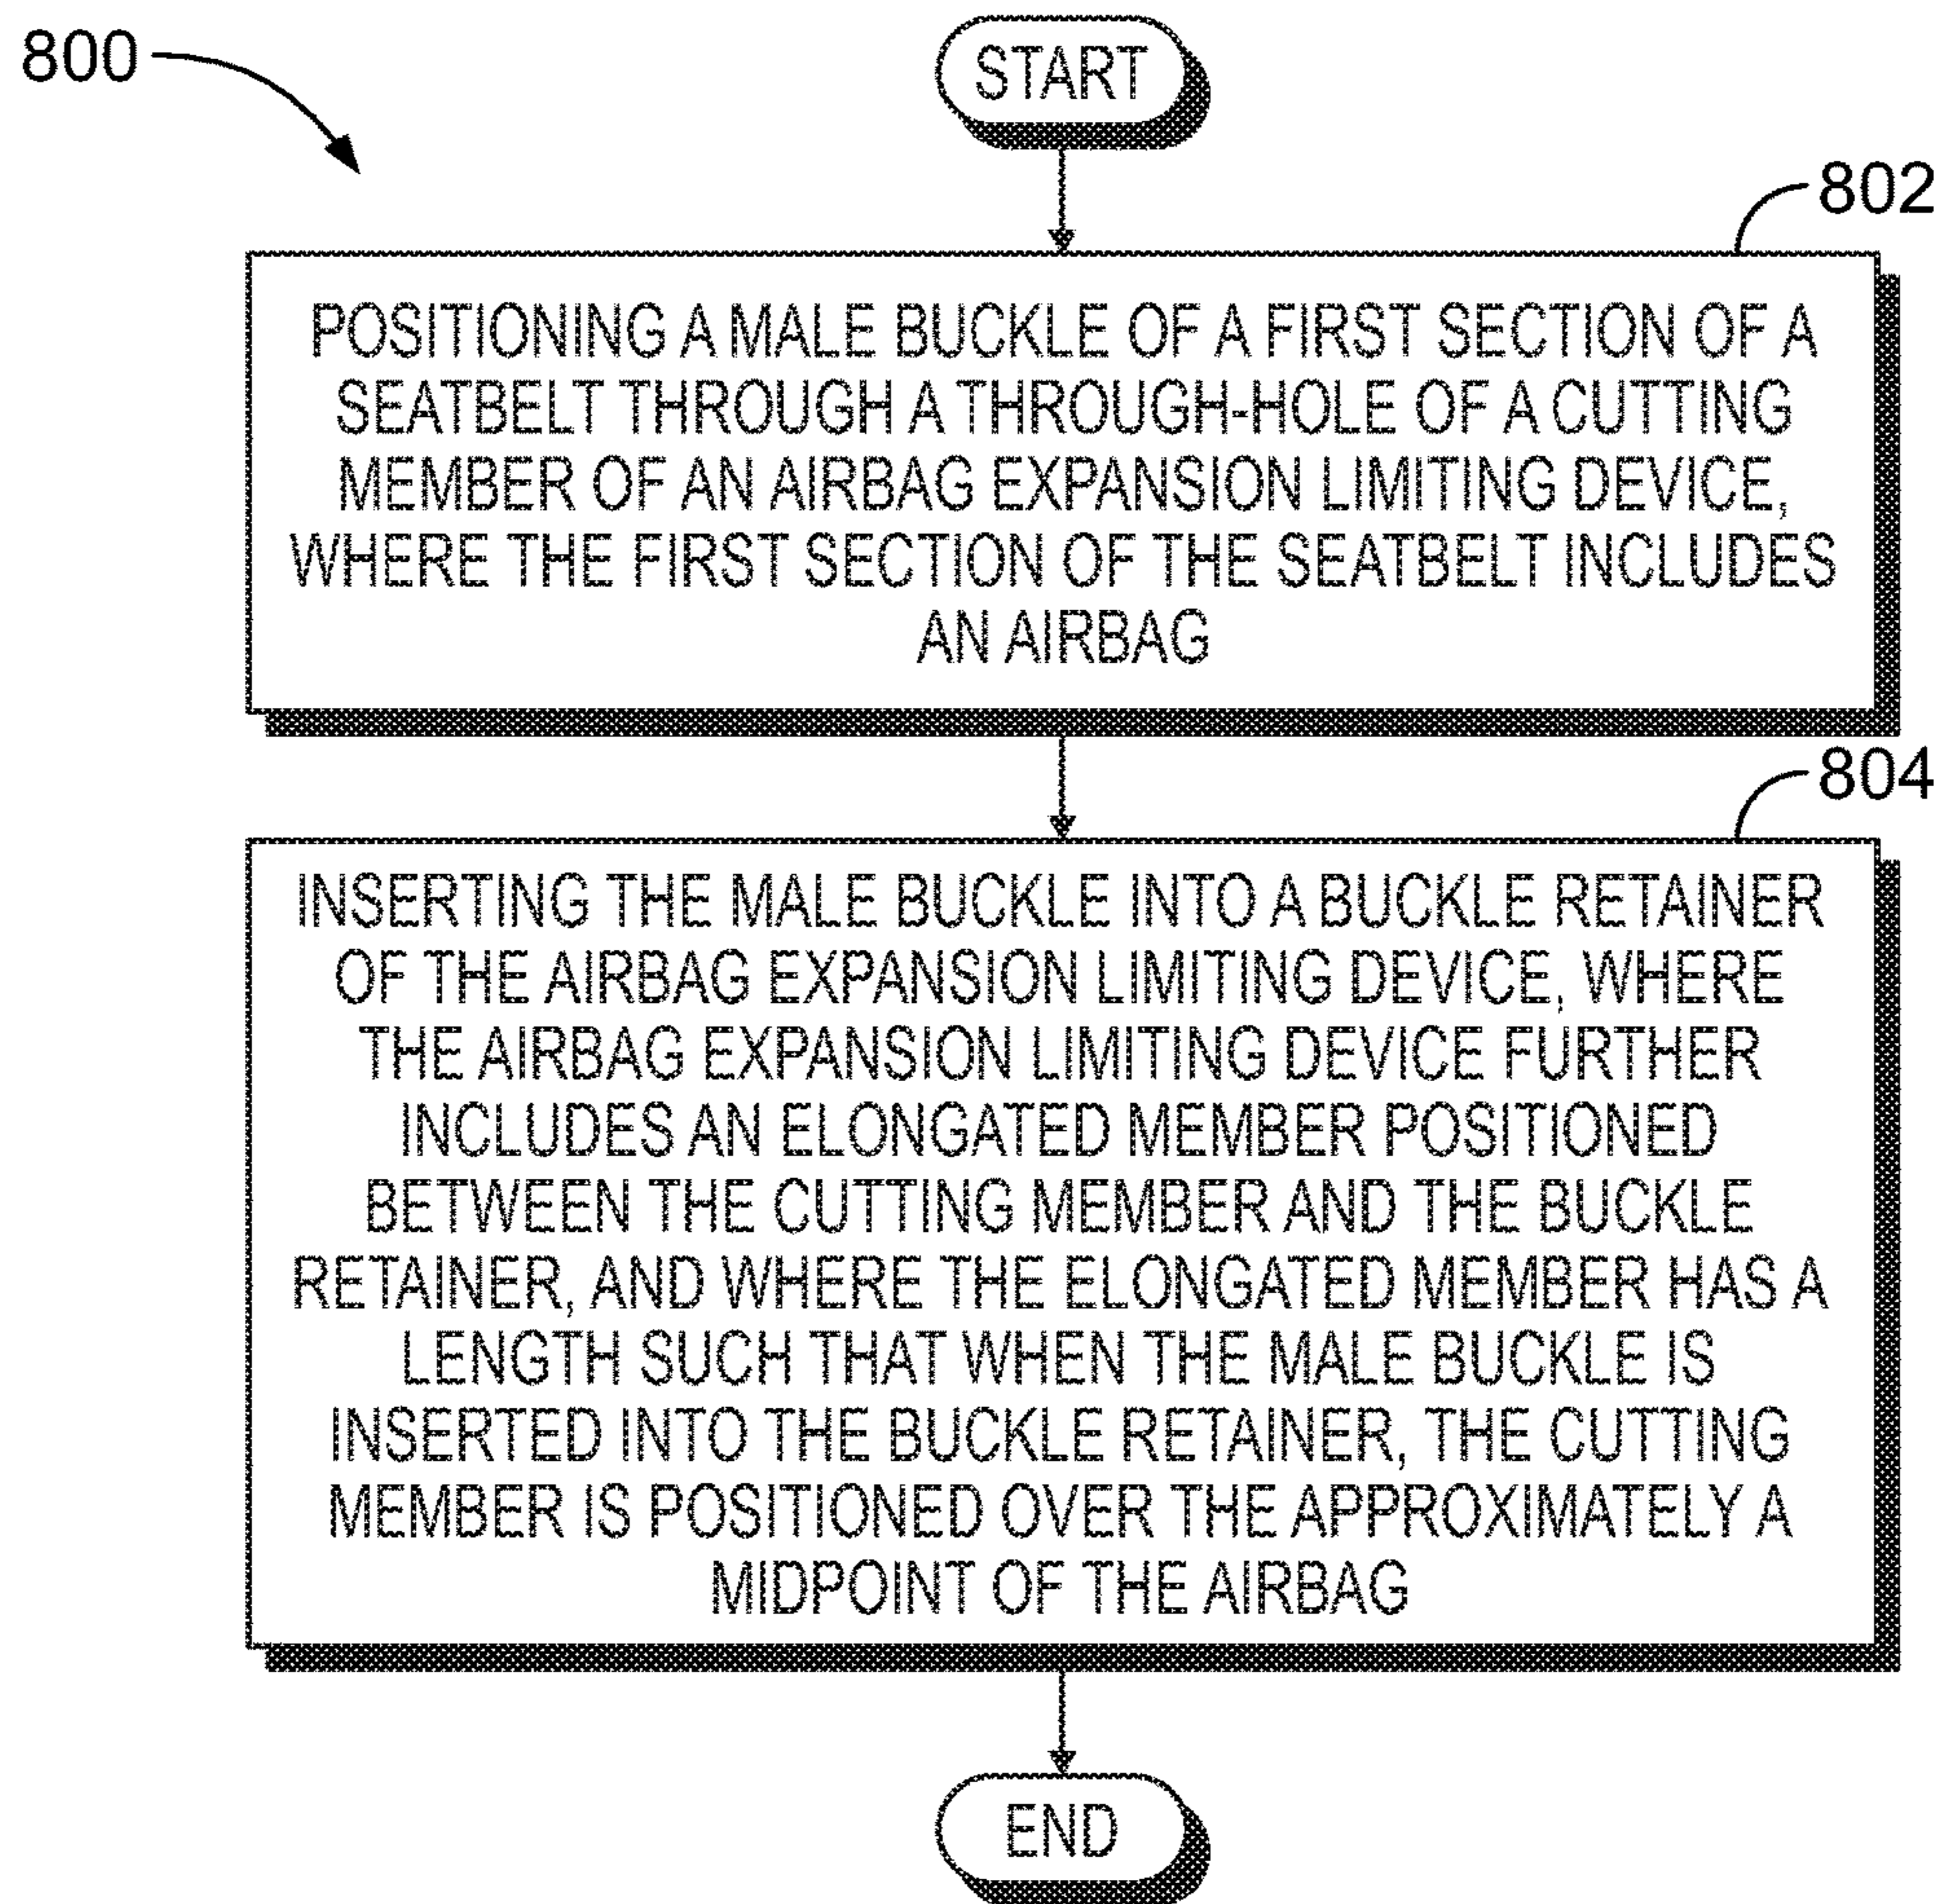 800
START
802
POSITIONING A MALE BUCKLE OF A FIRST SECTION OF A
SEATBELT THROUGH A THROUGH-HOLE OF A CUTTING
MEMBER OF AN AIRBAG EXPANSION LIMITING DEVICE,
WHERE THE FIRST SECTION OF THE SEATBELT INCLUDES
AN AIRBAG
804
INSERTING THE MALE BUCKLE INTO A BUCKLE RETAINER
OF THE AIRBAG EXPANSION LIMITING DEVICE, WHERE
THE AIRBAG EXPANSION LIMITING DEVICE FURTHER
INCLUDES AN ELONGATED MEMBER POSITIONED
BETWEEN THE CUTTING MEMBER AND THE BUCKLE
RETAINER, AND WHERE THE ELONGATED MEMBER HAS A
LENGTH SUCH THAT WHEN THE MALE BUCKLE IS
INSERTED INTO THE BUCKLE RETAINER, THE CUTTING
MEMBER IS POSITIONED OVER THE APPROXIMATELY A
MIDPOINT OF THE AIRBAG
END